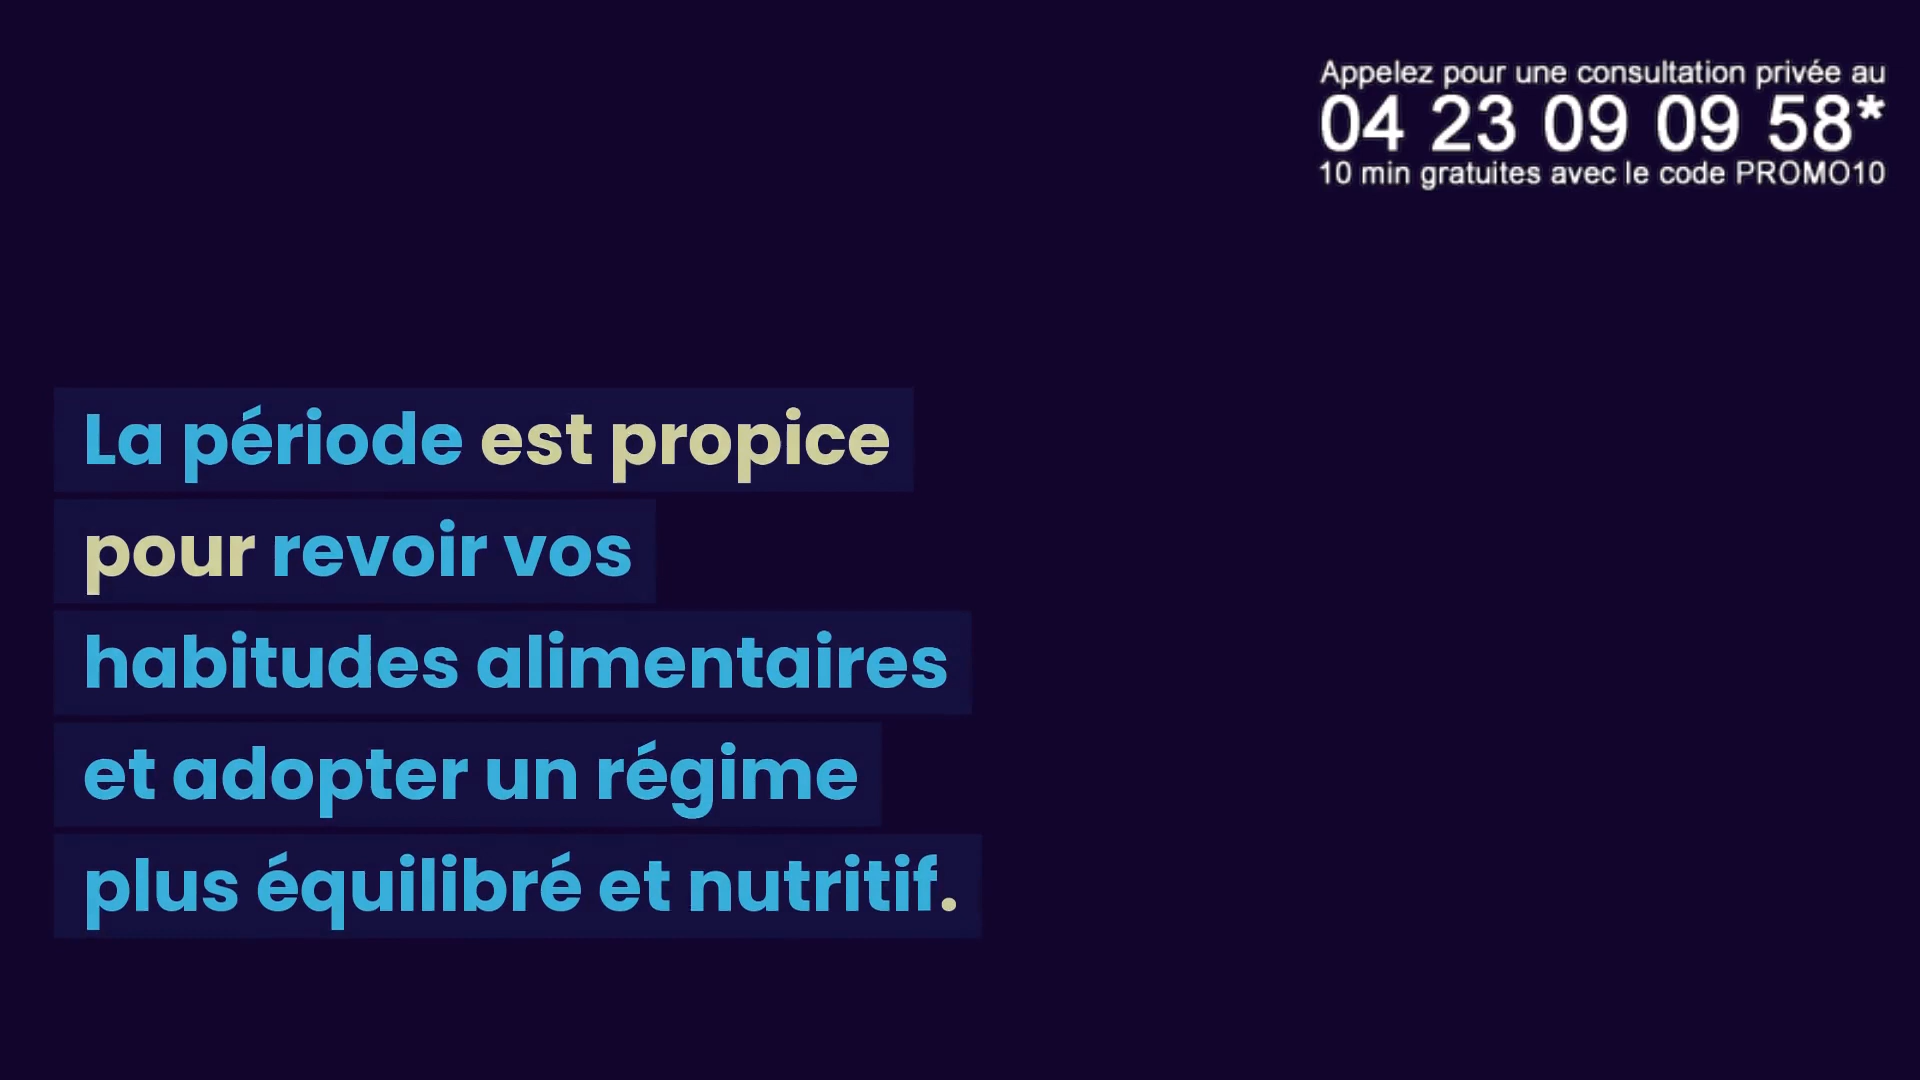 Appelez pour une consultation privée au
04 23 09 09 58*
10 min gratuites avec le code PROMO10
La période est propice
pour revoir vos
habitudes alimentaires
et adopter un régime
plus équilibré et nutritif.